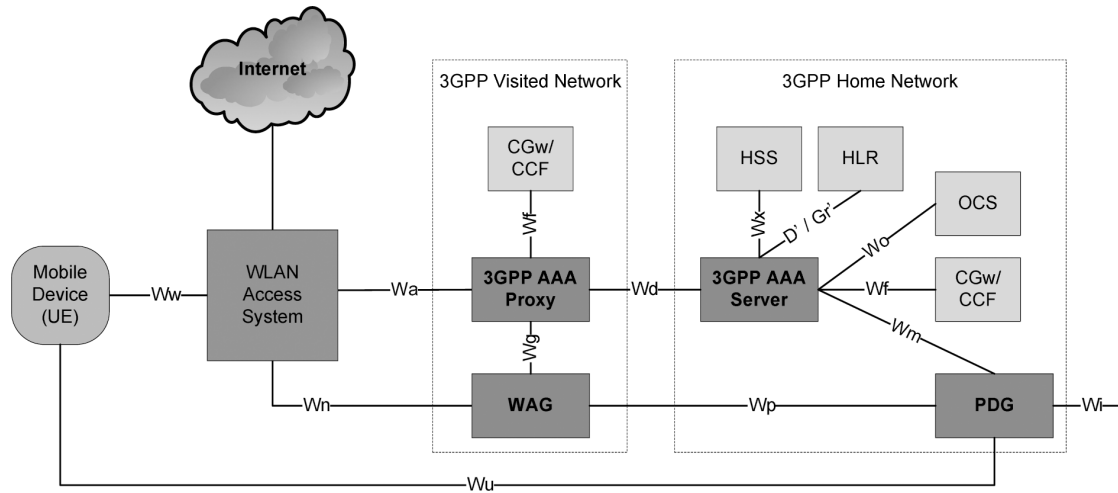 Internet
3GPP Visited Network
3GPP Home Network
CGw/
CCF
HSS
HLR
OCS
Wf
Wx
D' / Gr'
Wo
Mobile
Device
(UE)
Ww
WLAN
Access
System
Wa
3GPP AAA
Proxy
Wd
3GPP AAA
Server
Wf
CGw/
CCF
Wg
Wm
Wn
WAG
Wp
PDG
Wi
Wu